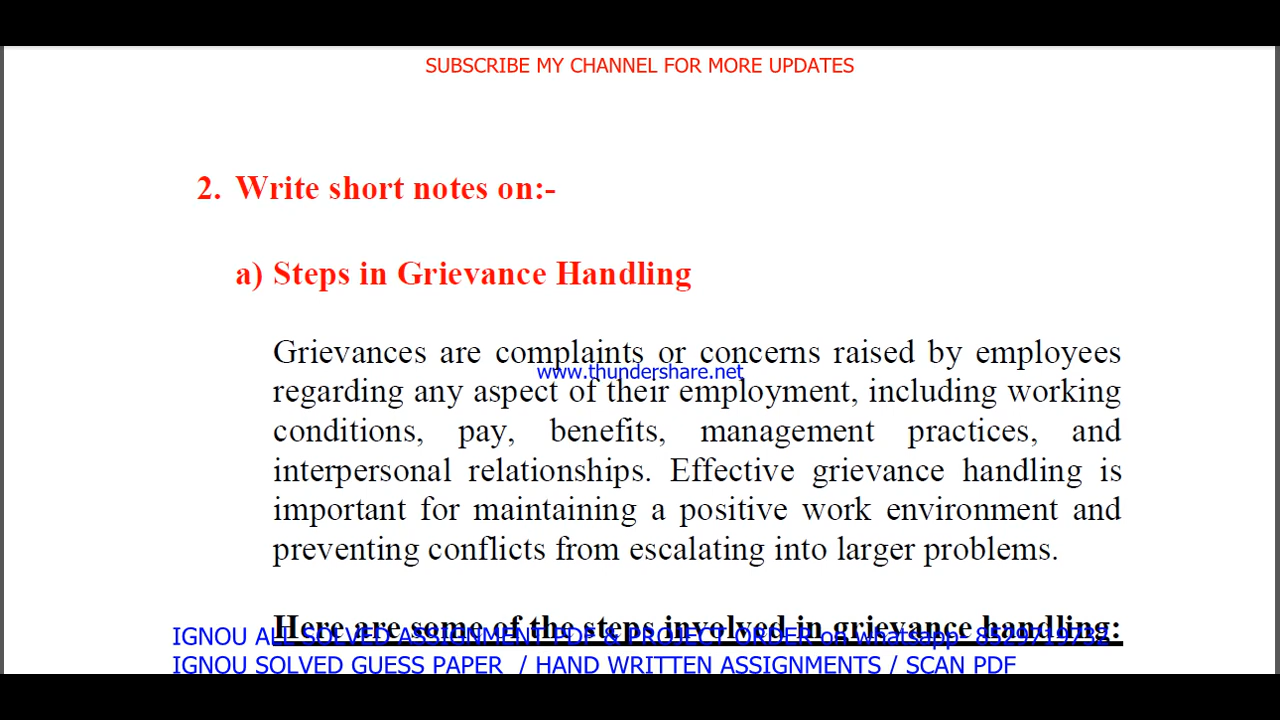 SUBSCRIBE MY CHANNEL FOR MORE UPDATES
2. Write short notes on:-
a) Steps in Grievance Handling
Grievances are complaints or concerns raised by employees
www.thundershare.net
regarding any aspect of their employment, including working
conditions, pay, benefits, management practices, and
interpersonal relationships. Effective grievance handling is
important for maintaining a positive work environment and
preventing conflicts from escalating into larger problems.
Here are some of the steps involved in grievance handling:
IGNOU ALL SOLVED ASSIGNMENT PDF & PROJECT ORDER on whatsapp- 8529719732
IGNOU SOLVED GUESS PAPER / HAND WRITTEN ASSIGNMENTS / SCAN PDF